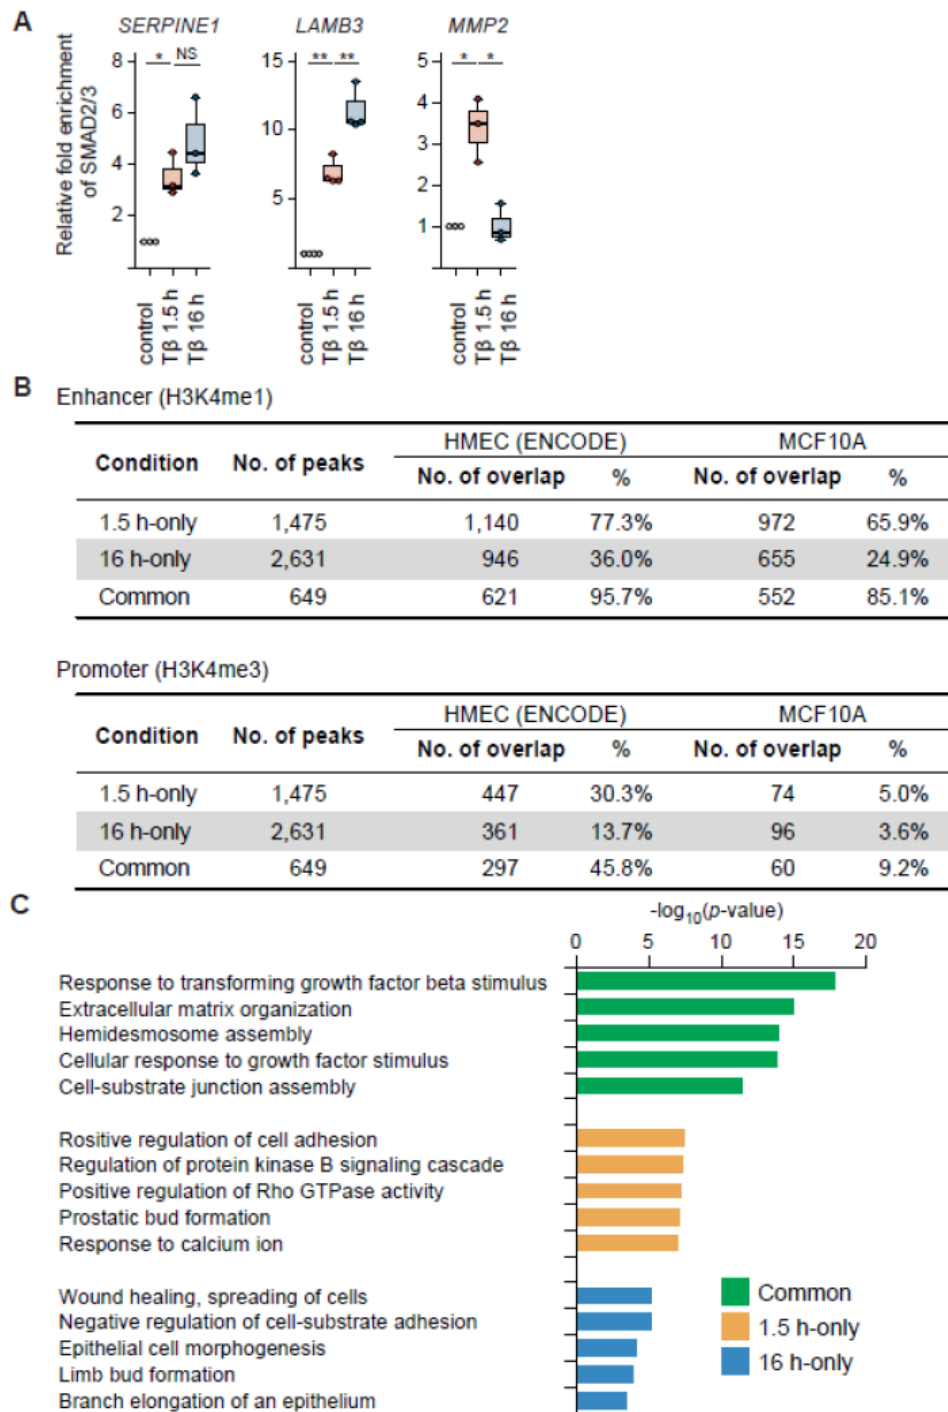 A
SERPINE1 LAMB3 MMP2
Relative fold enrichment
of SMAD2/3
8
6
4
2
* NS
control
Tβ 1.5 h
Tβ 16 h
15
10
5
** **
control
Tβ 1.5 h
Tβ 16 h
5
4
3
2
1
* *
control
Tβ 1.5 h
Tβ 16 h
B
Enhancer (H3K4me1)
Condition No. of peaks HMEC (ENCODE) MCF10A
No. of overlap % No. of overlap %
1.5 h-only 1,475 1,140 77.3% 972 65.9%
16 h-only 2,631 946 36.0% 655 24.9%
Common 649 621 95.7% 552 85.1%
Promoter (H3K4me3)
Condition No. of peaks HMEC (ENCODE) MCF10A
No. of overlap % No. of overlap %
1.5 h-only 1,475 447 30.3% 74 5.0%
16 h-only 2,631 361 13.7% 96 3.6%
Common 649 297 45.8% 60 9.2%
C
-log10(p-value)
0 5 10 15 20
Response to transforming growth factor beta stimulus
Extracellular matrix organization
Hemidesmosome assembly
Cellular response to growth factor stimulus
Cell-substrate junction assembly
Rositive regulation of cell adhesion
Regulation of protein kinase B signaling cascade
Positive regulation of Rho GTPase activity
Prostatic bud formation
Response to calcium ion
Wound healing, spreading of cells
Negative regulation of cell-substrate adhesion
Epithelial cell morphogenesis
Limb bud formation
Branch elongation of an epithelium
Common
1.5 h-only
16 h-only